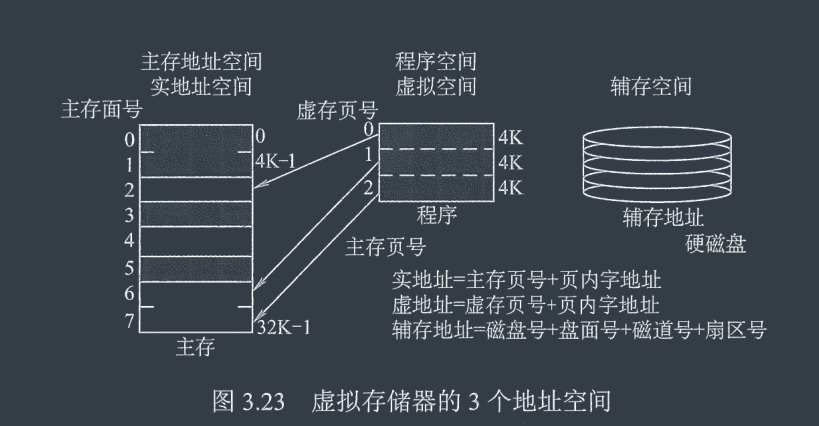 主存地址空间
实地址空间
程序空间
虚拟空间
辅存空间
主存面号
虚存页号
0
1
2
3
4
5
6
7
0
4K-1
32K-1
主存
0
1
2
4K
4K
4K
程序
主存页号
辅存地址
硬磁盘
实地址=主存页号+页内字地址
虚地址=虚存页号+页内字地址
辅存地址=磁盘号+盘面号+磁道号+扇区号
图 3.23 虚拟存储器的 3 个地址空间